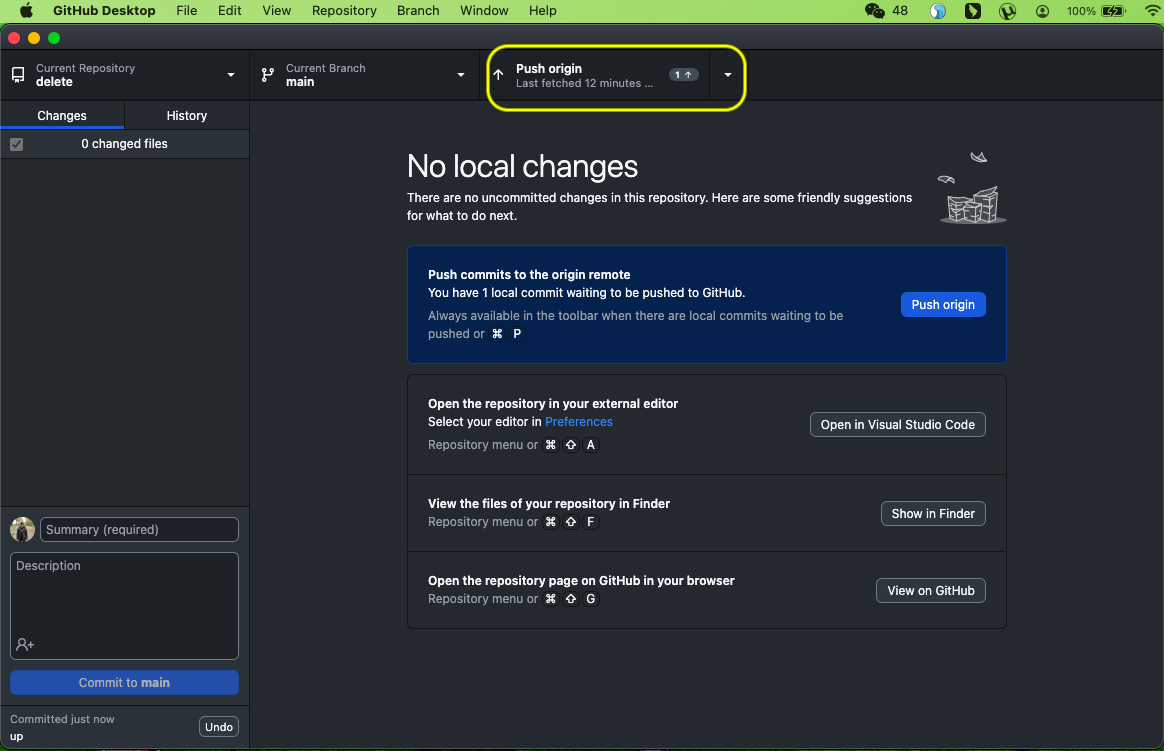 GitHub Desktop File Edit View Repository Branch Window Help 48 100%
Current Repository
delete
Current Branch
main
Push origin
Last fetched 12 minutes ...
1 ↑
Changes History
0 changed files
No local changes
There are no uncommitted changes in this repository. Here are some friendly suggestions
for what to do next.
Push commits to the origin remote
You have 1 local commit waiting to be pushed to GitHub.
Always available in the toolbar when there are local commits waiting to be
pushed or ⌘ P
Push origin
Open the repository in your external editor
Select your editor in Preferences
Repository menu or ⌘ ⇧ A
Open in Visual Studio Code
View the files of your repository in Finder
Repository menu or ⌘ ⇧ F
Show in Finder
Open the repository page on GitHub in your browser
Repository menu or ⌘ ⇧ G
View on GitHub
Summary (required)
Description
Commit to main
Committed just now
up
Undo